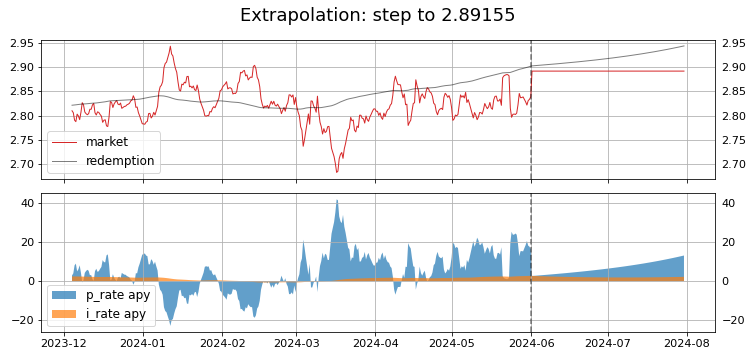 Extrapolation: step to 2.89155
2.95 2.95
2.90 2.90
2.85 2.85
2.80 2.80
2.75 2.75
2.70 2.70
market
redemption
40 40
20 20
0 0
−20 −20
p_rate apy
i_rate apy
2023-12 2024-01 2024-02 2024-03 2024-04 2024-05 2024-06 2024-07 2024-08